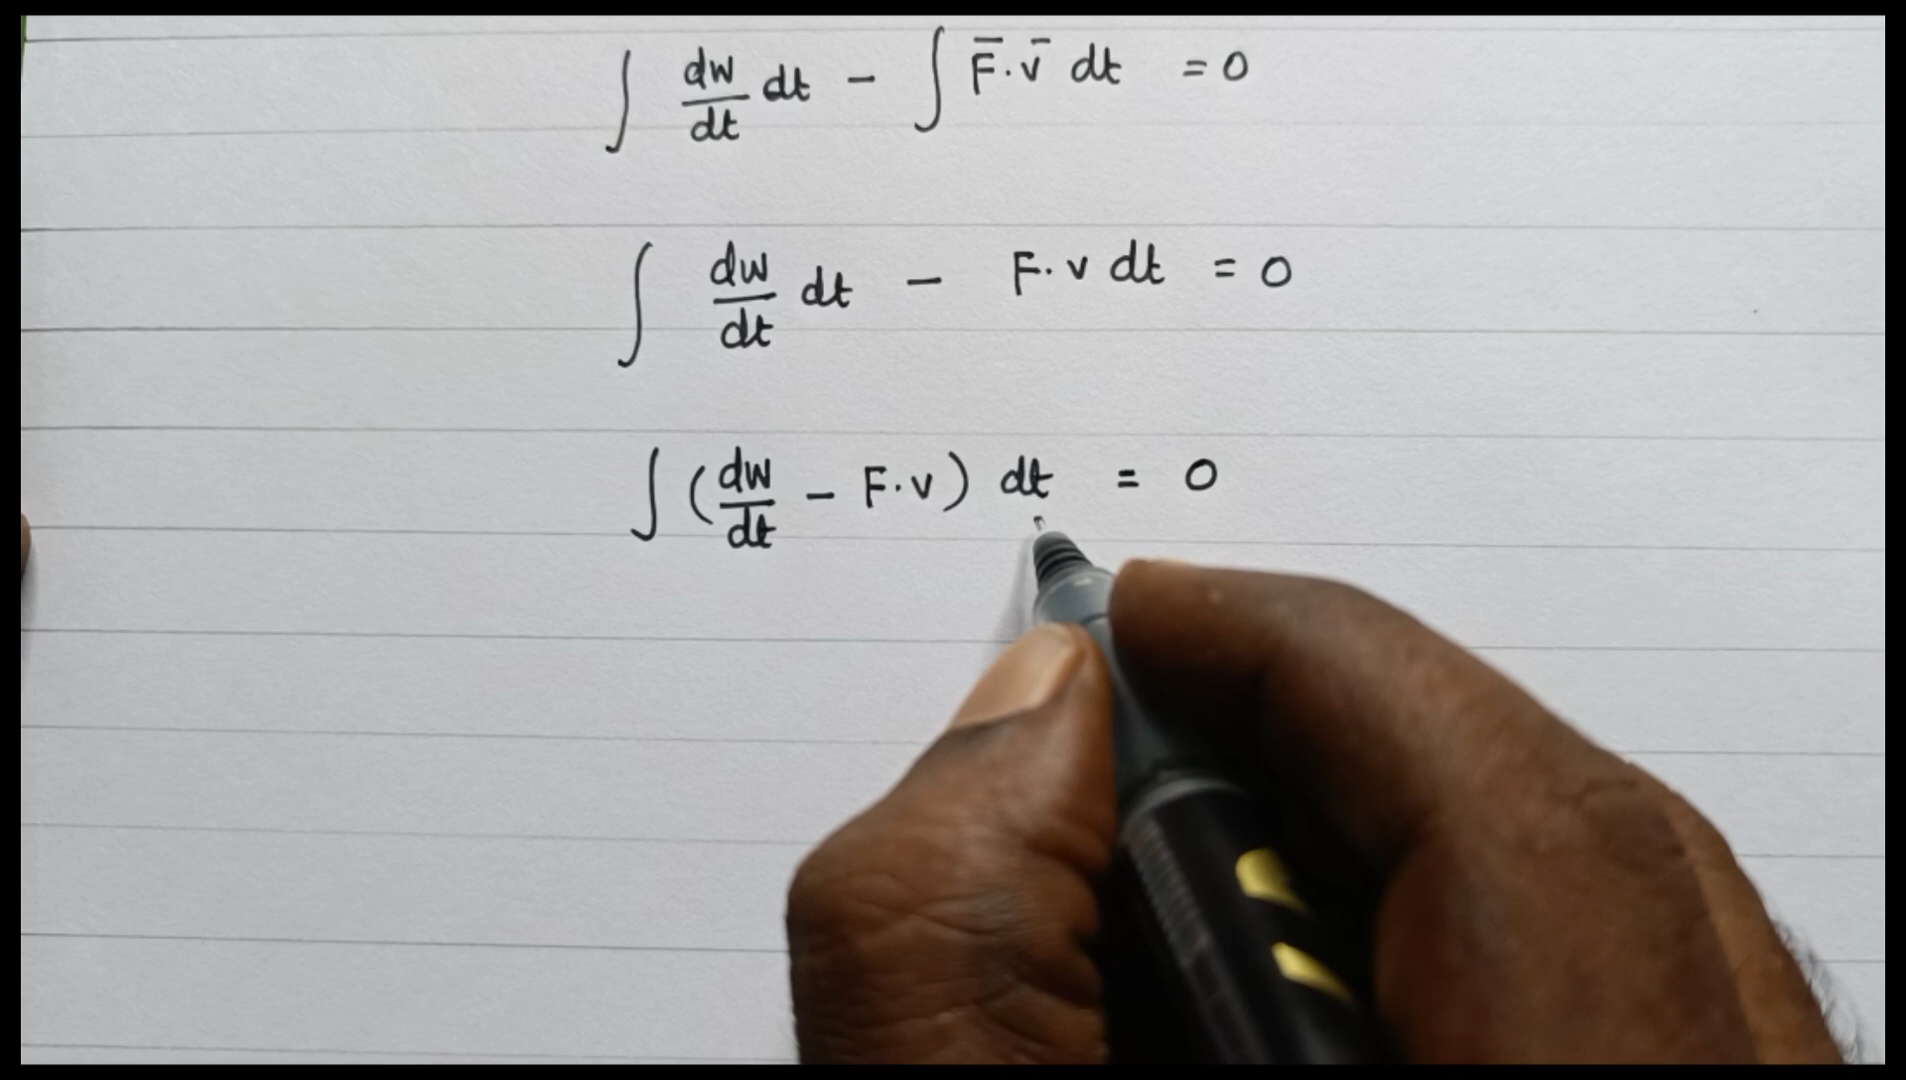 ∫ dw/dt dt − ∫ F̅·v̅ dt = 0
∫ dw/dt dt − F·v dt = 0
∫ (dw/dt − F·v) dt = 0